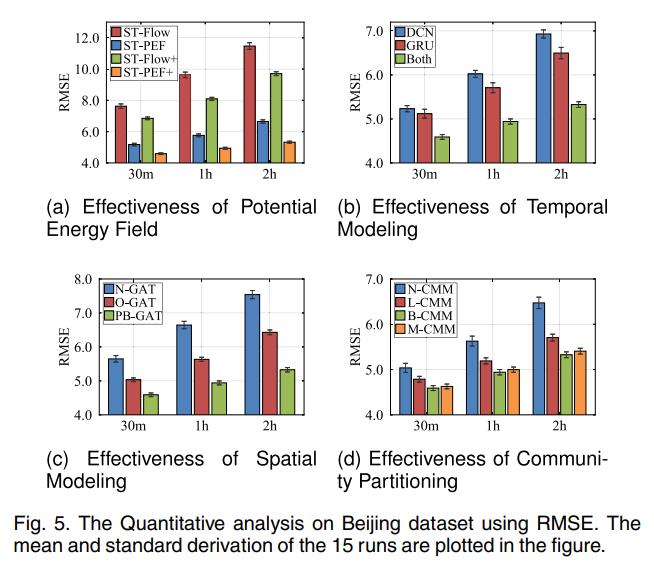 ST-Flow
ST-PEF
ST-Flow+
ST-PEF+
12.0
10.0
8.0
6.0
4.0
RMSE
30m 1h 2h
(a) Effectiveness of Potential
Energy Field
DCN
GRU
Both
7.0
6.0
5.0
4.0
RMSE
30m 1h 2h
(b) Effectiveness of Temporal
Modeling
N-GAT
O-GAT
PB-GAT
8.0
7.0
6.0
5.0
4.0
RMSE
30m 1h 2h
(c) Effectiveness of Spatial
Modeling
N-CMM
L-CMM
B-CMM
M-CMM
7.0
6.0
5.0
4.0
RMSE
30m 1h 2h
(d) Effectiveness of Communi-
ty Partitioning
Fig. 5. The Quantitative analysis on Beijing dataset using RMSE. The
mean and standard derivation of the 15 runs are plotted in the figure.